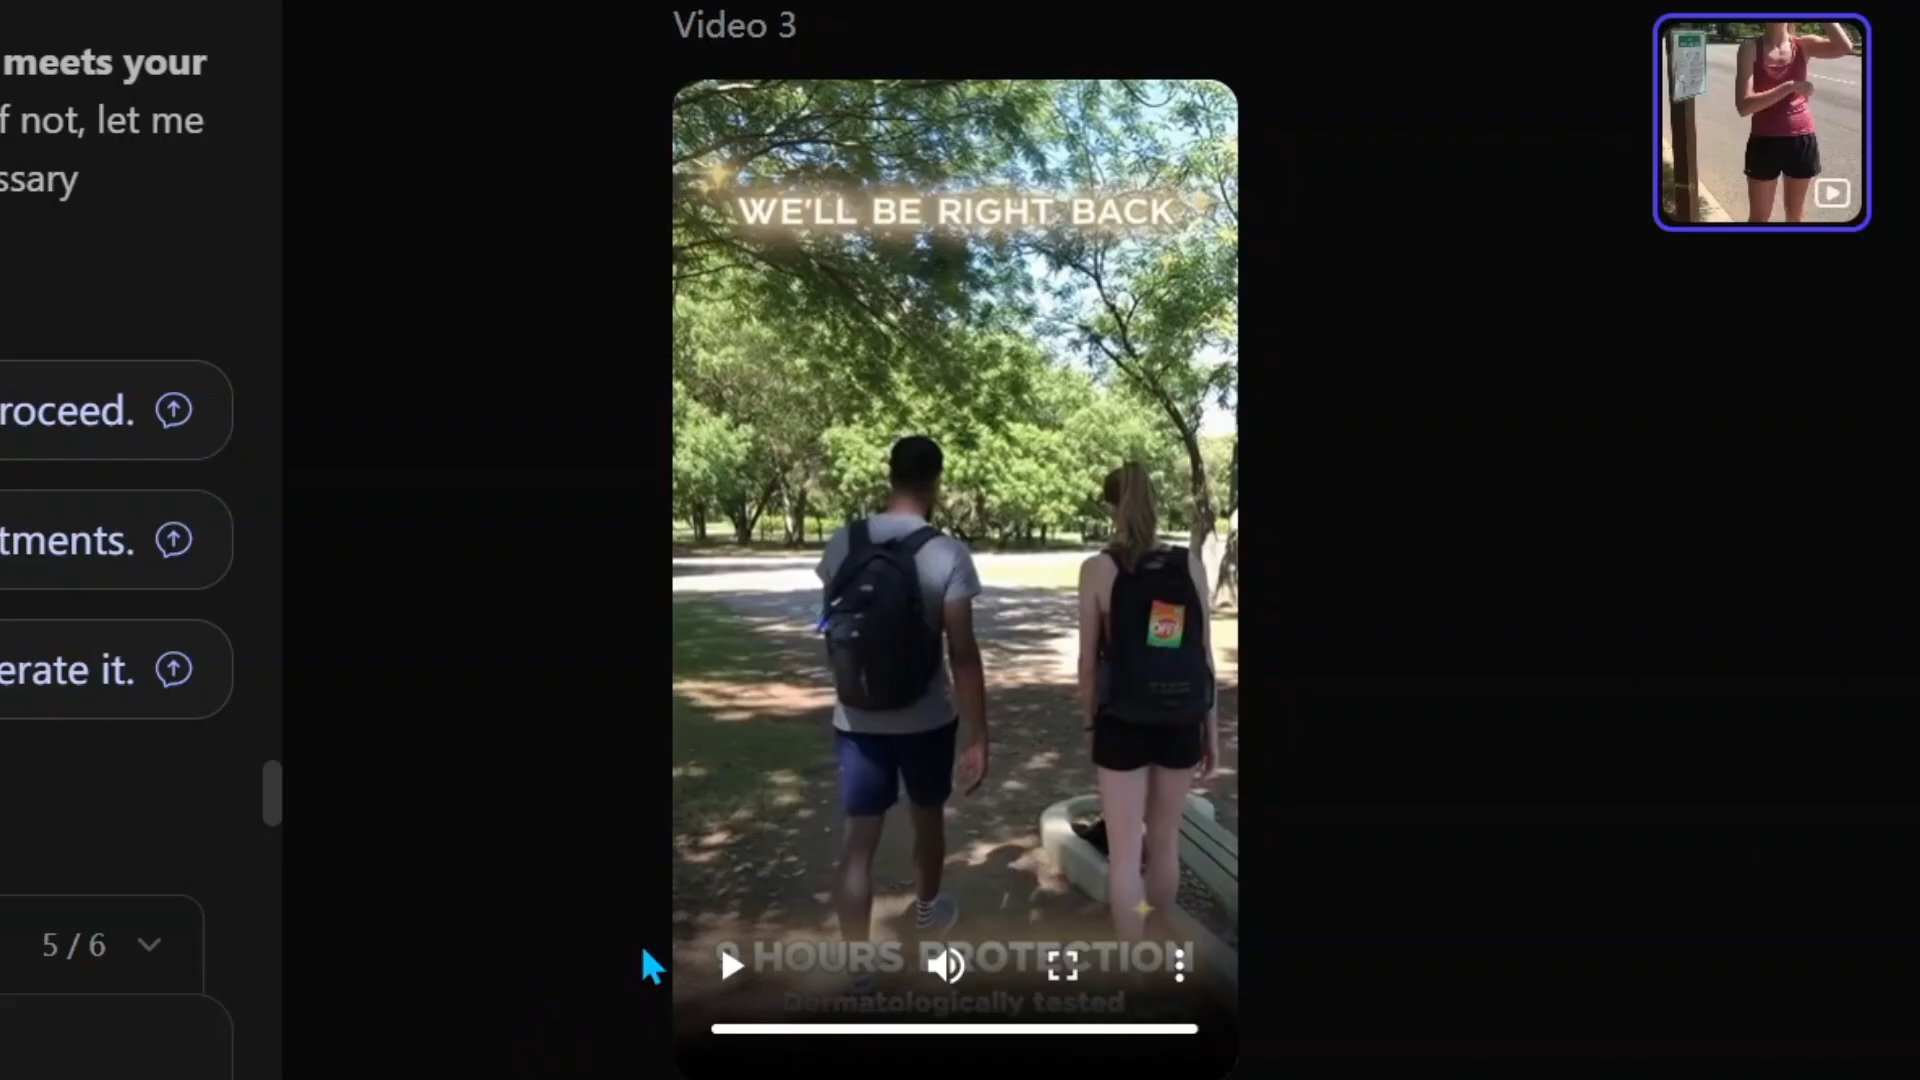 meets your
f not, let me
ssary
roceed.
tments.
erate it.
5 / 6
Video 3
WE'LL BE RIGHT BACK
OFF!
HOURS PROTECTION
Dermatologically tested